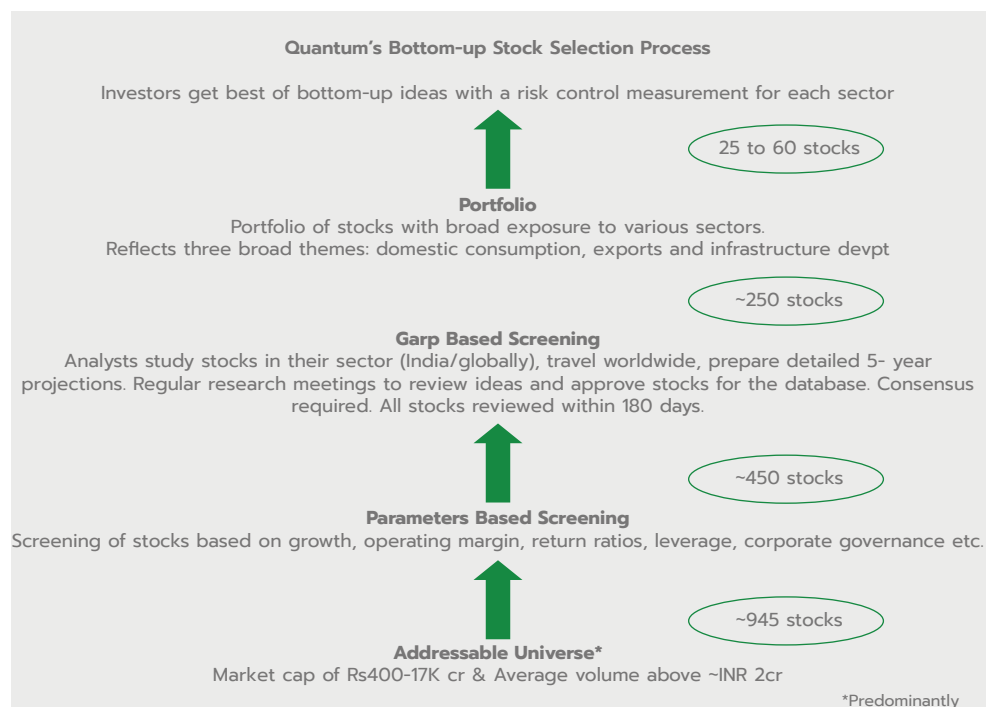 Quantum's Bottom-up Stock Selection Process
Investors get best of bottom-up ideas with a risk control measurement for each sector
25 to 60 stocks
Portfolio
Portfolio of stocks with broad exposure to various sectors.
Reflects three broad themes: domestic consumption, exports and infrastructure devpt
~250 stocks
Garp Based Screening
Analysts study stocks in their sector (India/globally), travel worldwide, prepare detailed 5- year
projections. Regular research meetings to review ideas and approve stocks for the database. Consensus
required. All stocks reviewed within 180 days.
~450 stocks
Parameters Based Screening
Screening of stocks based on growth, operating margin, return ratios, leverage, corporate governance etc.
~945 stocks
Addressable Universe*
Market cap of Rs400-17K cr & Average volume above ~INR 2cr
*Predominantly